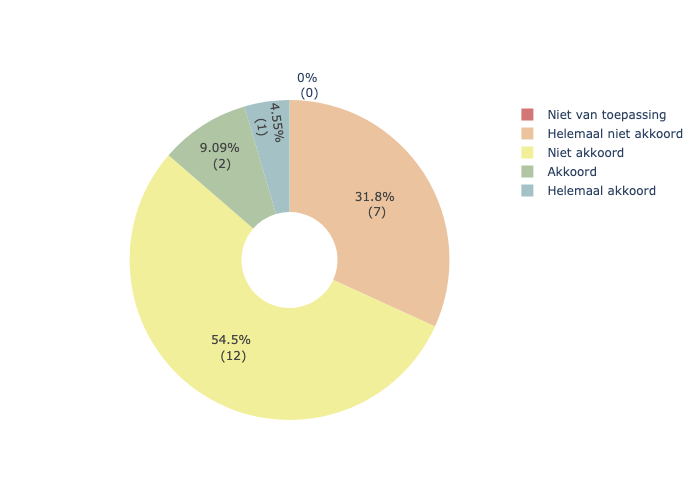 0%
(0)
4.55%
(1)
9.09%
(2)
31.8%
(7)
54.5%
(12)
Niet van toepassing
Helemaal niet akkoord
Niet akkoord
Akkoord
Helemaal akkoord